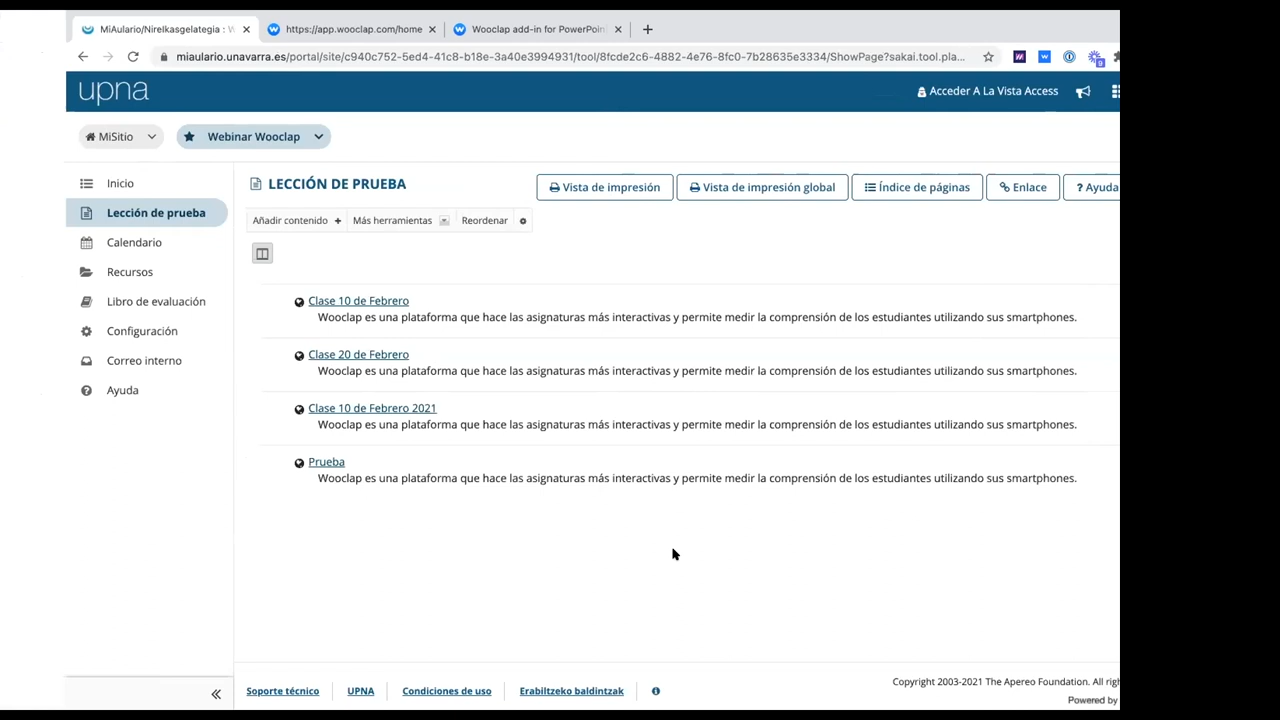 MiAulario/Nirelkasgelategia : W
https://app.wooclap.com/home
Wooclap add-in for PowerPoin
miaulario.unavarra.es/portal/site/c940c752-5ed4-41c8-b18e-3a40e3994931/tool/8fcde2c6-4882-4e76-8fc0-7b28635e3334/ShowPage?sakai.tool.pla...
upna
Acceder A La Vista Access
MiSitio
Webinar Wooclap
Inicio
Lección de prueba
Calendario
Recursos
Libro de evaluación
Configuración
Correo interno
Ayuda
LECCIÓN DE PRUEBA
Vista de impresión
Vista de impresión global
Índice de páginas
Enlace
? Ayuda
Añadir contenido +
Más herramientas
Reordenar
Clase 10 de Febrero
Wooclap es una plataforma que hace las asignaturas más interactivas y permite medir la comprensión de los estudiantes utilizando sus smartphones.
Clase 20 de Febrero
Wooclap es una plataforma que hace las asignaturas más interactivas y permite medir la comprensión de los estudiantes utilizando sus smartphones.
Clase 10 de Febrero 2021
Wooclap es una plataforma que hace las asignaturas más interactivas y permite medir la comprensión de los estudiantes utilizando sus smartphones.
Prueba
Wooclap es una plataforma que hace las asignaturas más interactivas y permite medir la comprensión de los estudiantes utilizando sus smartphones.
Soporte técnico
UPNA
Condiciones de uso
Erabiltzeko baldintzak
Copyright 2003-2021 The Apereo Foundation. All righ
Powered by